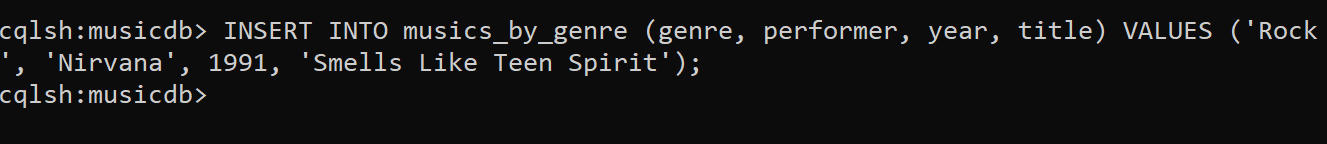 cqlsh:musicdb> INSERT INTO musics_by_genre (genre, performer, year, title) VALUES ('Rock
', 'Nirvana', 1991, 'Smells Like Teen Spirit');
cqlsh:musicdb>